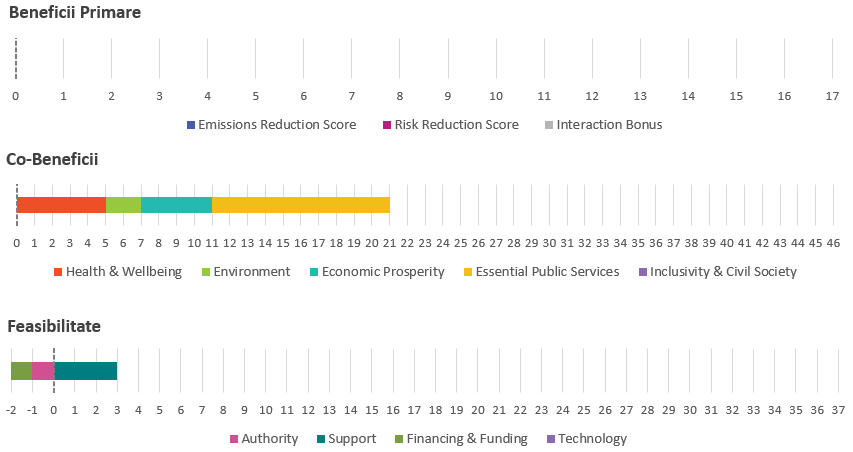 Beneficii Primare
0 1 2 3 4 5 6 7 8 9 10 11 12 13 14 15 16 17
Emissions Reduction Score Risk Reduction Score Interaction Bonus
Co-Beneficii
0 1 2 3 4 5 6 7 8 9 10 11 12 13 14 15 16 17 18 19 20 21 22 23 24 25 26 27 28 29 30 31 32 33 34 35 36 37 38 39 40 41 42 43 44 45 46
Health & Wellbeing Environment Economic Prosperity Essential Public Services Inclusivity & Civil Society
Feasibilitate
-2 -1 0 1 2 3 4 5 6 7 8 9 10 11 12 13 14 15 16 17 18 19 20 21 22 23 24 25 26 27 28 29 30 31 32 33 34 35 36 37
Authority Support Financing & Funding Technology